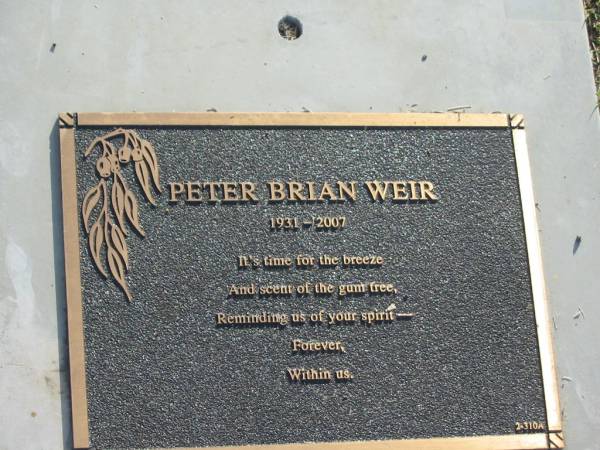 PETER BRIAN WEIR
1931 – 2007
It's time for the breeze
And scent of the gum tree,
Reminding us of your spirit —
Forever,
Within us.
2-310A